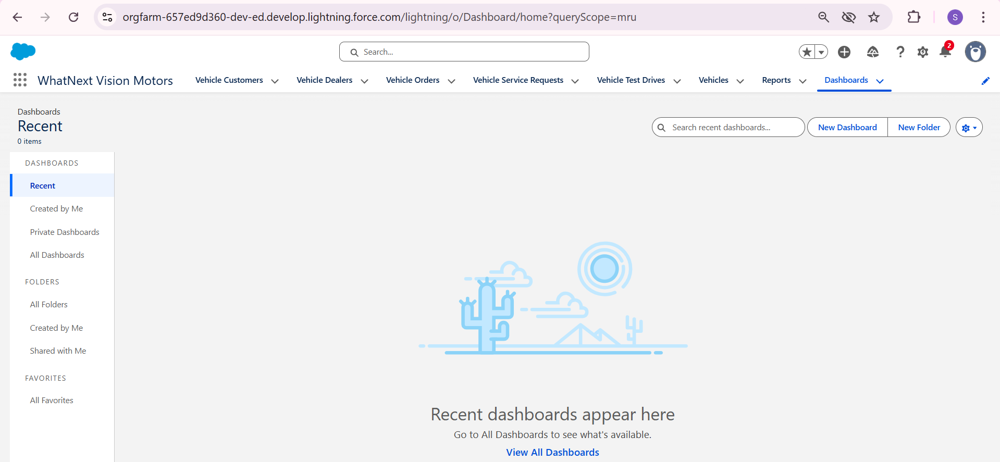 orgfarm-657ed9d360-dev-ed.develop.lightning.force.com/lightning/o/Dashboard/home?queryScope=mru
S
Search...
2
WhatNext Vision Motors
Vehicle Customers
Vehicle Dealers
Vehicle Orders
Vehicle Service Requests
Vehicle Test Drives
Vehicles
Reports
Dashboards
Dashboards
Recent
0 items
Search recent dashboards...
New Dashboard
New Folder
DASHBOARDS
Recent
Created by Me
Private Dashboards
All Dashboards
FOLDERS
All Folders
Created by Me
Shared with Me
FAVORITES
All Favorites
Recent dashboards appear here
Go to All Dashboards to see what's available.
View All Dashboards